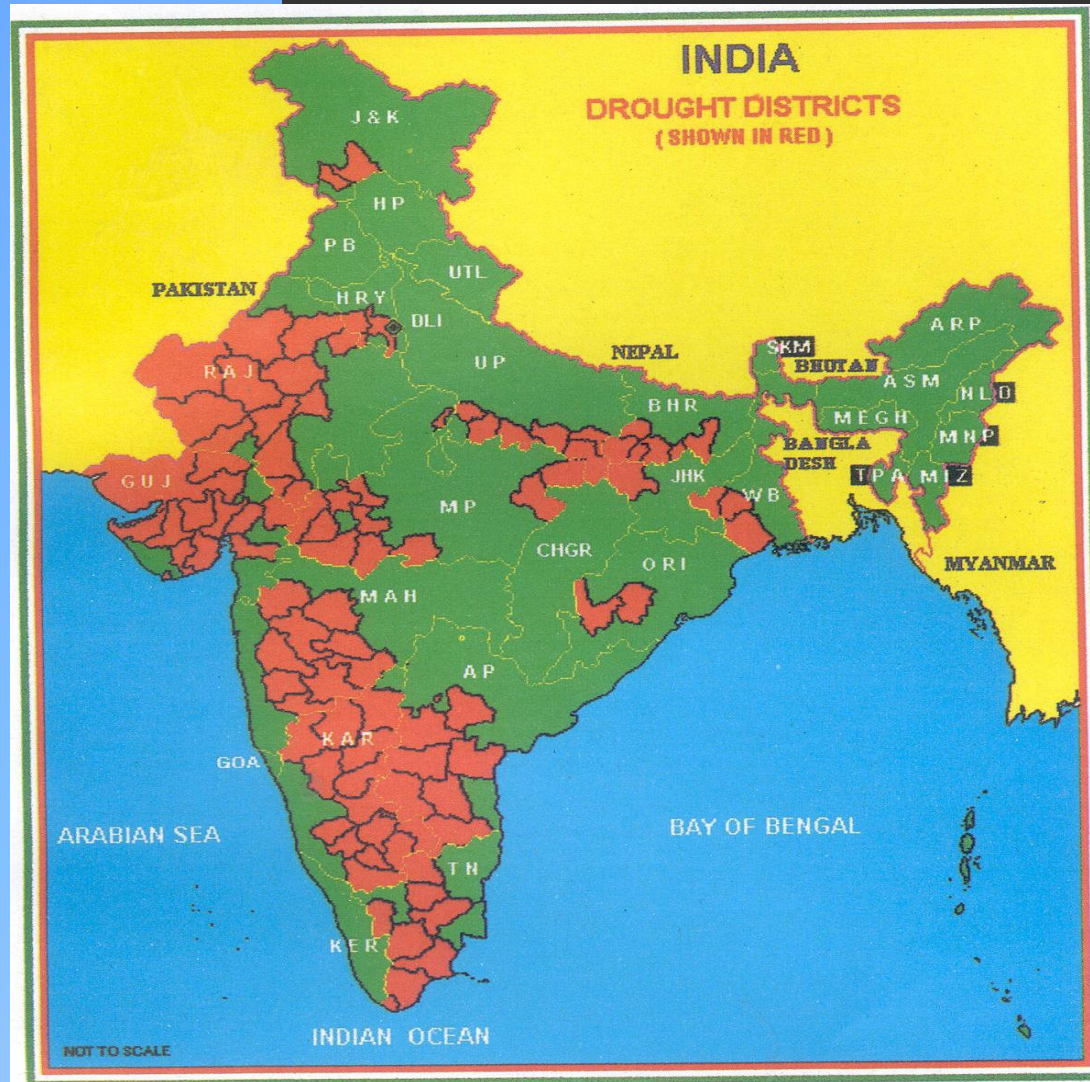 INDIA
DROUGHT DISTRICTS
( SHOWN IN RED )
J & K
HP
PB
UTL
PAKISTAN
HRY
DLI
ARP
RAJ
UP
NEPAL
SKM
BHUTAN
ASM
NLD
BHR
MEGH
MNP
BANGLA
DESH
GUJ
JHK
TPA
MIZ
MP
WB
CHGR
ORI
MYANMAR
MAH
AP
KAR
GOA
ARABIAN SEA
BAY OF BENGAL
TN
KER
INDIAN OCEAN
NOT TO SCALE